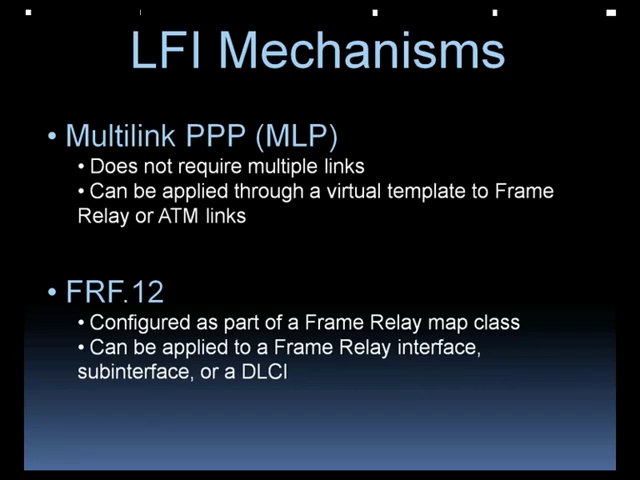 LFI Mechanisms
• Multilink PPP (MLP)
• Does not require multiple links
• Can be applied through a virtual template to Frame
Relay or ATM links
• FRF.12
• Configured as part of a Frame Relay map class
• Can be applied to a Frame Relay interface,
subinterface, or a DLCI